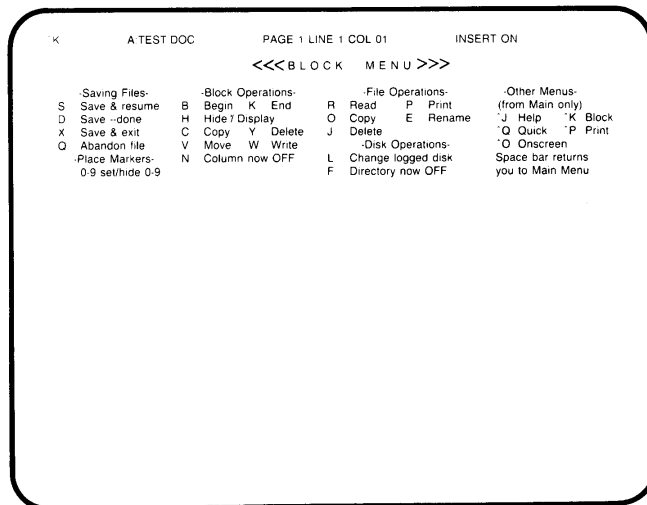 ^K A:TEST DOC PAGE 1 LINE 1 COL 01 INSERT ON
<<<BLOCK MENU>>>
-Saving Files- -Block Operations- -File Operations- -Other Menus-
S Save & resume B Begin K End R Read P Print (from Main only)
D Save --done H Hide / Display O Copy E Rename ^J Help ^K Block
X Save & exit C Copy Y Delete J Delete ^Q Quick ^P Print
Q Abandon file V Move W Write -Disk Operations- ^O Onscreen
-Place Markers- N Column now OFF L Change logged disk Space bar returns
0-9 set/hide 0-9 F Directory now OFF you to Main Menu